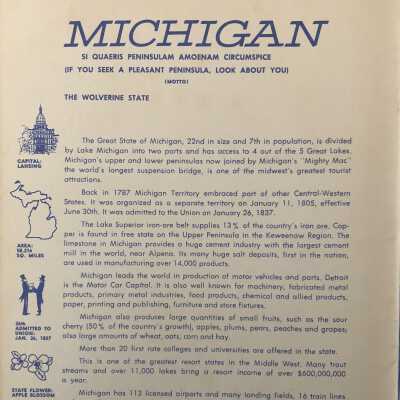 MICHIGAN
SI QUAERIS PENINSULAM AMOENAM CIRCUMSPICE
(IF YOU SEEK A PLEASANT PENINSULA, LOOK ABOUT YOU)
(MOTTO)
THE WOLVERINE STATE
The Great State of Michigan, 22nd in size and 7th in population, is divided
by Lake Michigan into two parts and has access to 4 out of the 5 Great Lakes.
Michigan's upper and lower peninsulas now joined by Michigan's "Mighty Mac"
the world's longest suspension bridge, is one of the midwest's greatest tourist
attractions.
Back in 1787 Michigan Territory embraced part of other Central-Western
States. It was organized as a separate territory on January 11, 1805, effective
June 30th. It was admitted to the Union on January 26, 1837.
The Lake Superior iron-ore belt supplies 13% of the country's iron ore. Cop-
per is found in free state on the Upper Peninsula in the Keweenow Region. The
limestone in Michigan provides a huge cement industry with the largest cement
mill in the world, near Alpena. Its many huge salt deposits, first in the nation,
are used in manufacturing over 14,000 products.
Michigan leads the world in production of motor vehicles and parts. Detroit
is the Motor Car Capital. It is also well known for machinery, fabricated metal
products, primary metal industries, food products, chemical and allied products,
paper, printing and publishing, furniture and store fixtures.
Michigan also produces large quantities of small fruits, such as the sour
cherry (50% of the country's growth), apples, plums, pears, peaches and grapes;
also large amounts of wheat, oats, corn and hay.
More than 20 first rate colleges and universities are offered in the state.
This is one of the greatest resort states in the Middle West. Many trout
streams and over 11,000 lakes bring a resort income of over $600,000,000
a year.
Michigan has 113 licensed airports and many landing fields, 16 train lines
CAPITAL:
LANSING
AREA:
58,216
SQ. MILES
26th
ADMITTED TO
UNION:
JAN. 26, 1837
STATE FLOWER:
APPLE BLOSSOM